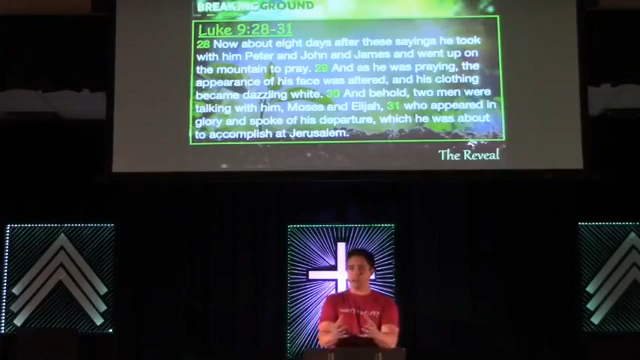 BREAKINGGROUND
Luke 9:28-31
28 Now about eight days after these sayings he took
with him Peter and John and James and went up on
the mountain to pray. 29 And as he was praying, the
appearance of his face was altered, and his clothing
became dazzling white. 30 And behold, two men were
talking with him, Moses and Elijah, 31 who appeared in
glory and spoke of his departure, which he was about
to accomplish at Jerusalem.
The Reveal